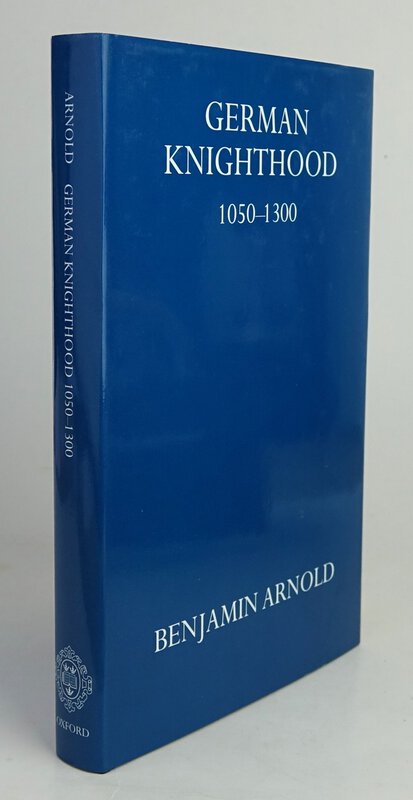 GERMAN
KNIGHTHOOD
1050–1300
BENJAMIN ARNOLD
ARNOLD GERMAN KNIGHTHOOD 1050–1300
OXFORD